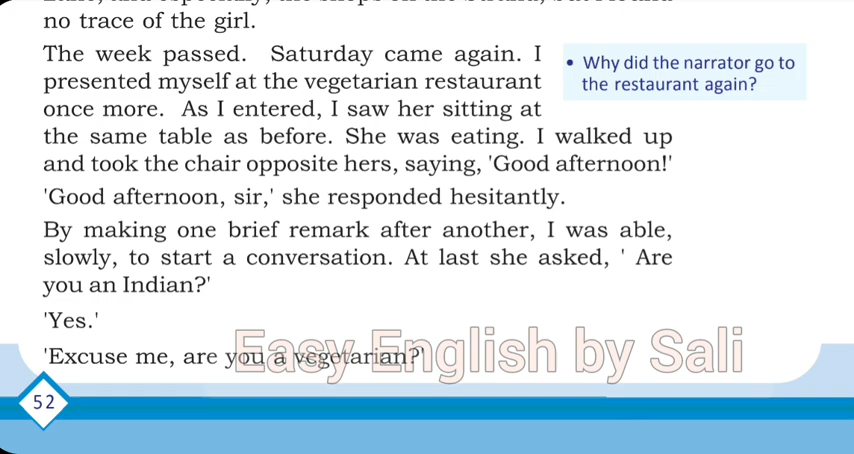 no trace of the girl.
The week passed. Saturday came again. I
presented myself at the vegetarian restaurant
once more. As I entered, I saw her sitting at
the same table as before. She was eating. I walked up
and took the chair opposite hers, saying, 'Good afternoon!'
• Why did the narrator go to
the restaurant again?
'Good afternoon, sir,' she responded hesitantly.
By making one brief remark after another, I was able,
slowly, to start a conversation. At last she asked, ' Are
you an Indian?'
'Yes.'
'Excuse me, are you a vegetarian?'
Easy English by Sali
52